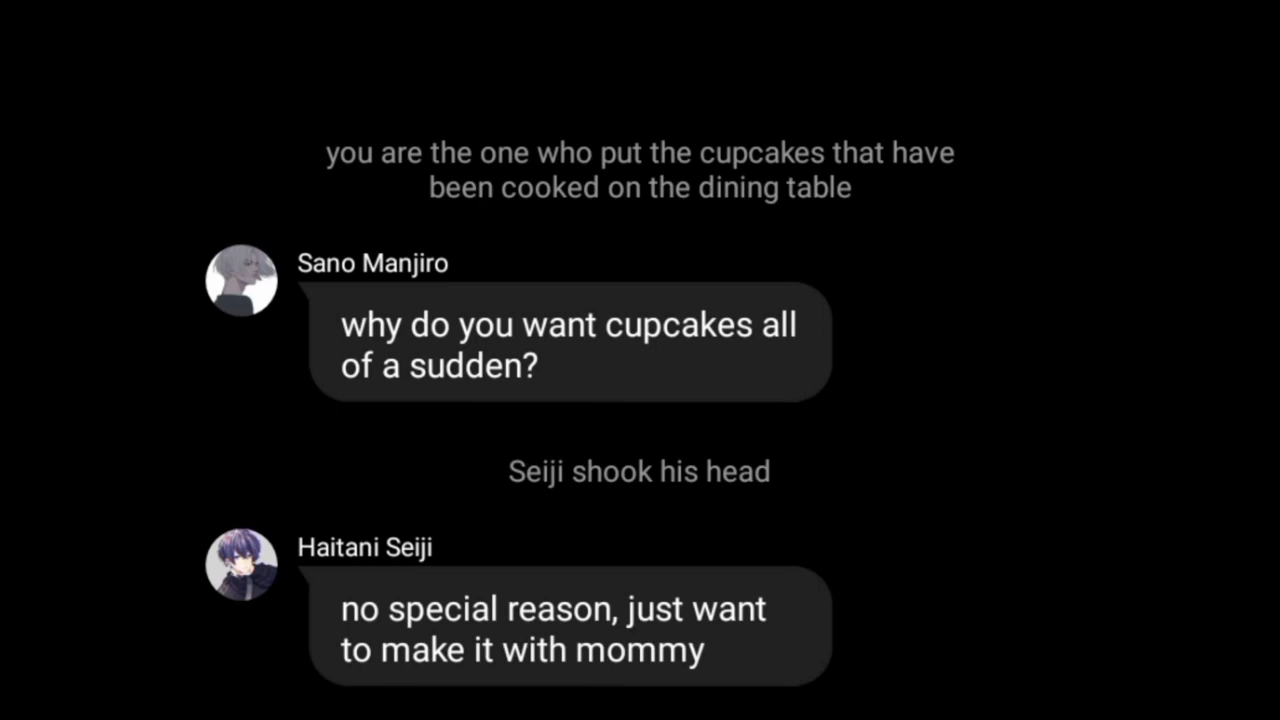 you are the one who put the cupcakes that have
been cooked on the dining table
Sano Manjiro
why do you want cupcakes all
of a sudden?
Seiji shook his head
Haitani Seiji
no special reason, just want
to make it with mommy